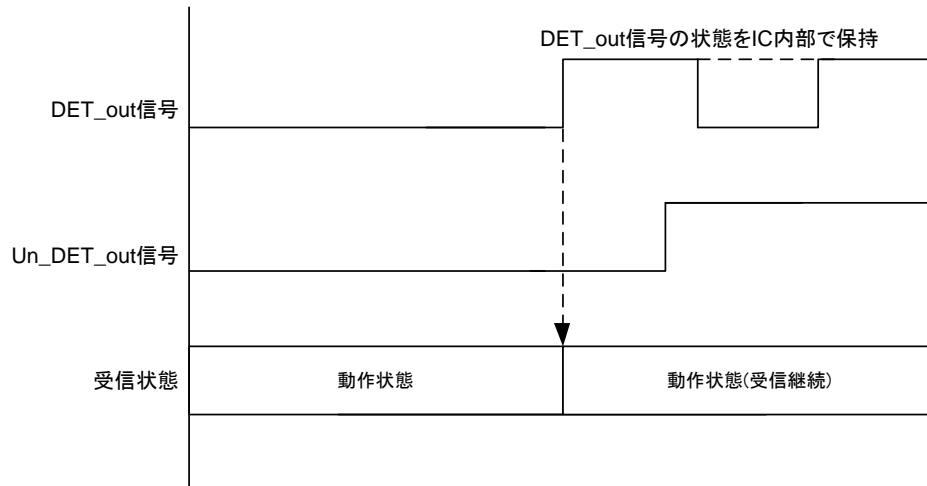 DET_out信号の状態をIC内部で保持
DET_out信号
Un_DET_out信号
受信状態
動作状態
動作状態(受信継続)